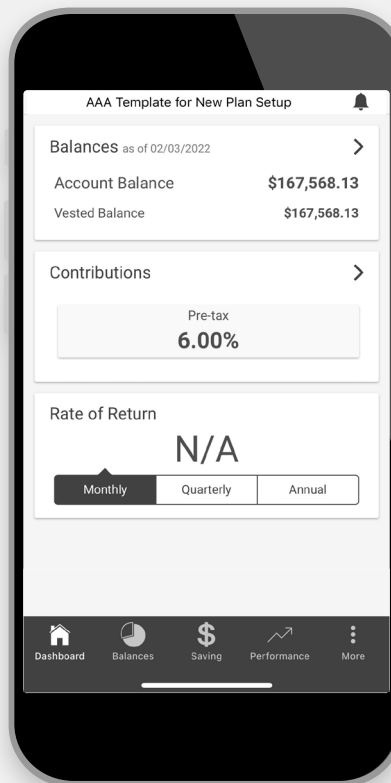 AAA Template for New Plan Setup
Balances as of 02/03/2022
Account Balance $167,568.13
Vested Balance $167,568.13
Contributions
Pre-tax
6.00%
Rate of Return
N/A
Monthly Quarterly Annual
Dashboard Balances Saving Performance More